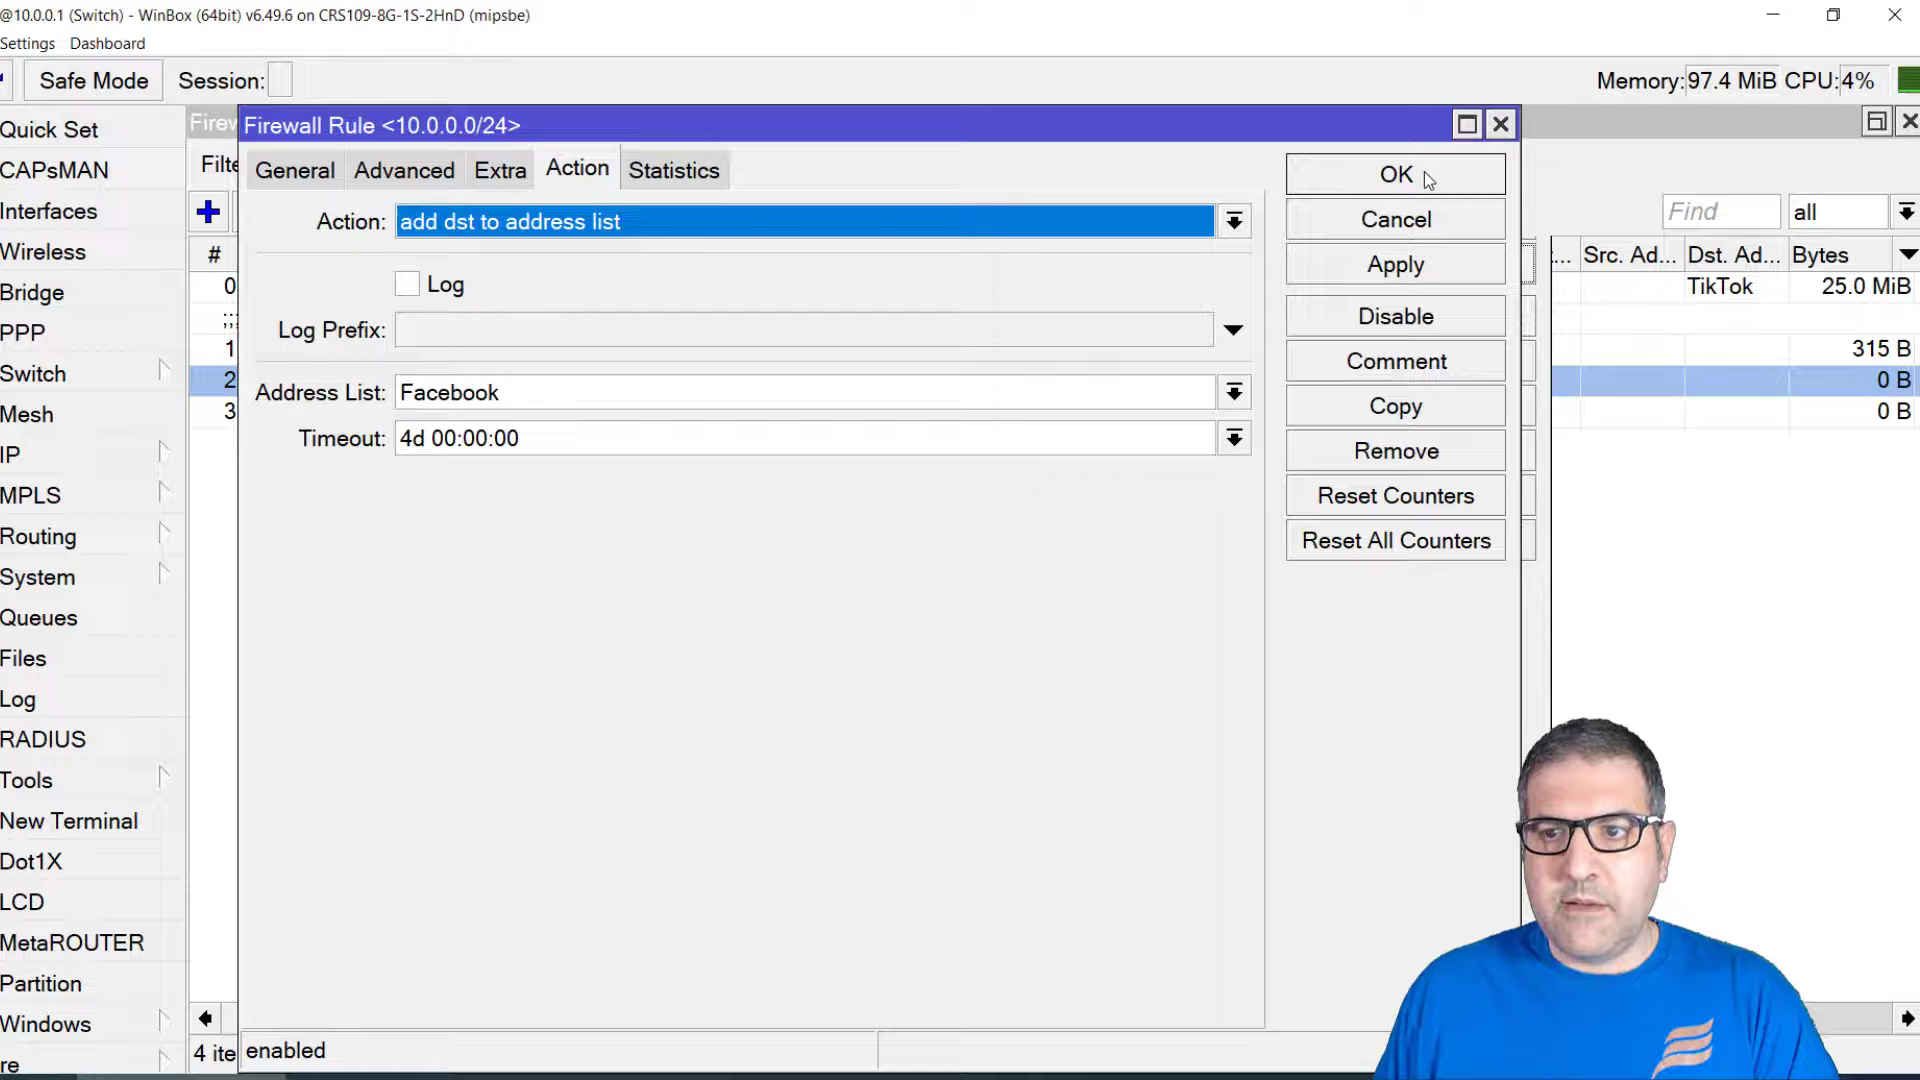 @10.0.0.1 (Switch) - WinBox (64bit) v6.49.6 on CRS109-8G-1S-2HnD (mipsbe)
Settings Dashboard
Safe Mode Session: Memory: 97.4 MiB CPU: 4%
Quick Set
CAPsMAN
Interfaces
Wireless
Bridge
PPP
Switch
Mesh
IP
MPLS
Routing
System
Queues
Files
Log
RADIUS
Tools
New Terminal
Dot1X
LCD
MetaROUTER
Partition
Windows
re
Firew
Filte
#
0
;;;
1
2
3
4 ite
Firewall Rule <10.0.0.0/24>
General Advanced Extra Action Statistics
Action: add dst to address list
Log
Log Prefix:
Address List: Facebook
Timeout: 4d 00:00:00
enabled
OK
Cancel
Apply
Disable
Comment
Copy
Remove
Reset Counters
Reset All Counters
Find all
... Src. Ad... Dst. Ad... Bytes
TikTok 25.0 MiB
315 B
0 B
0 B